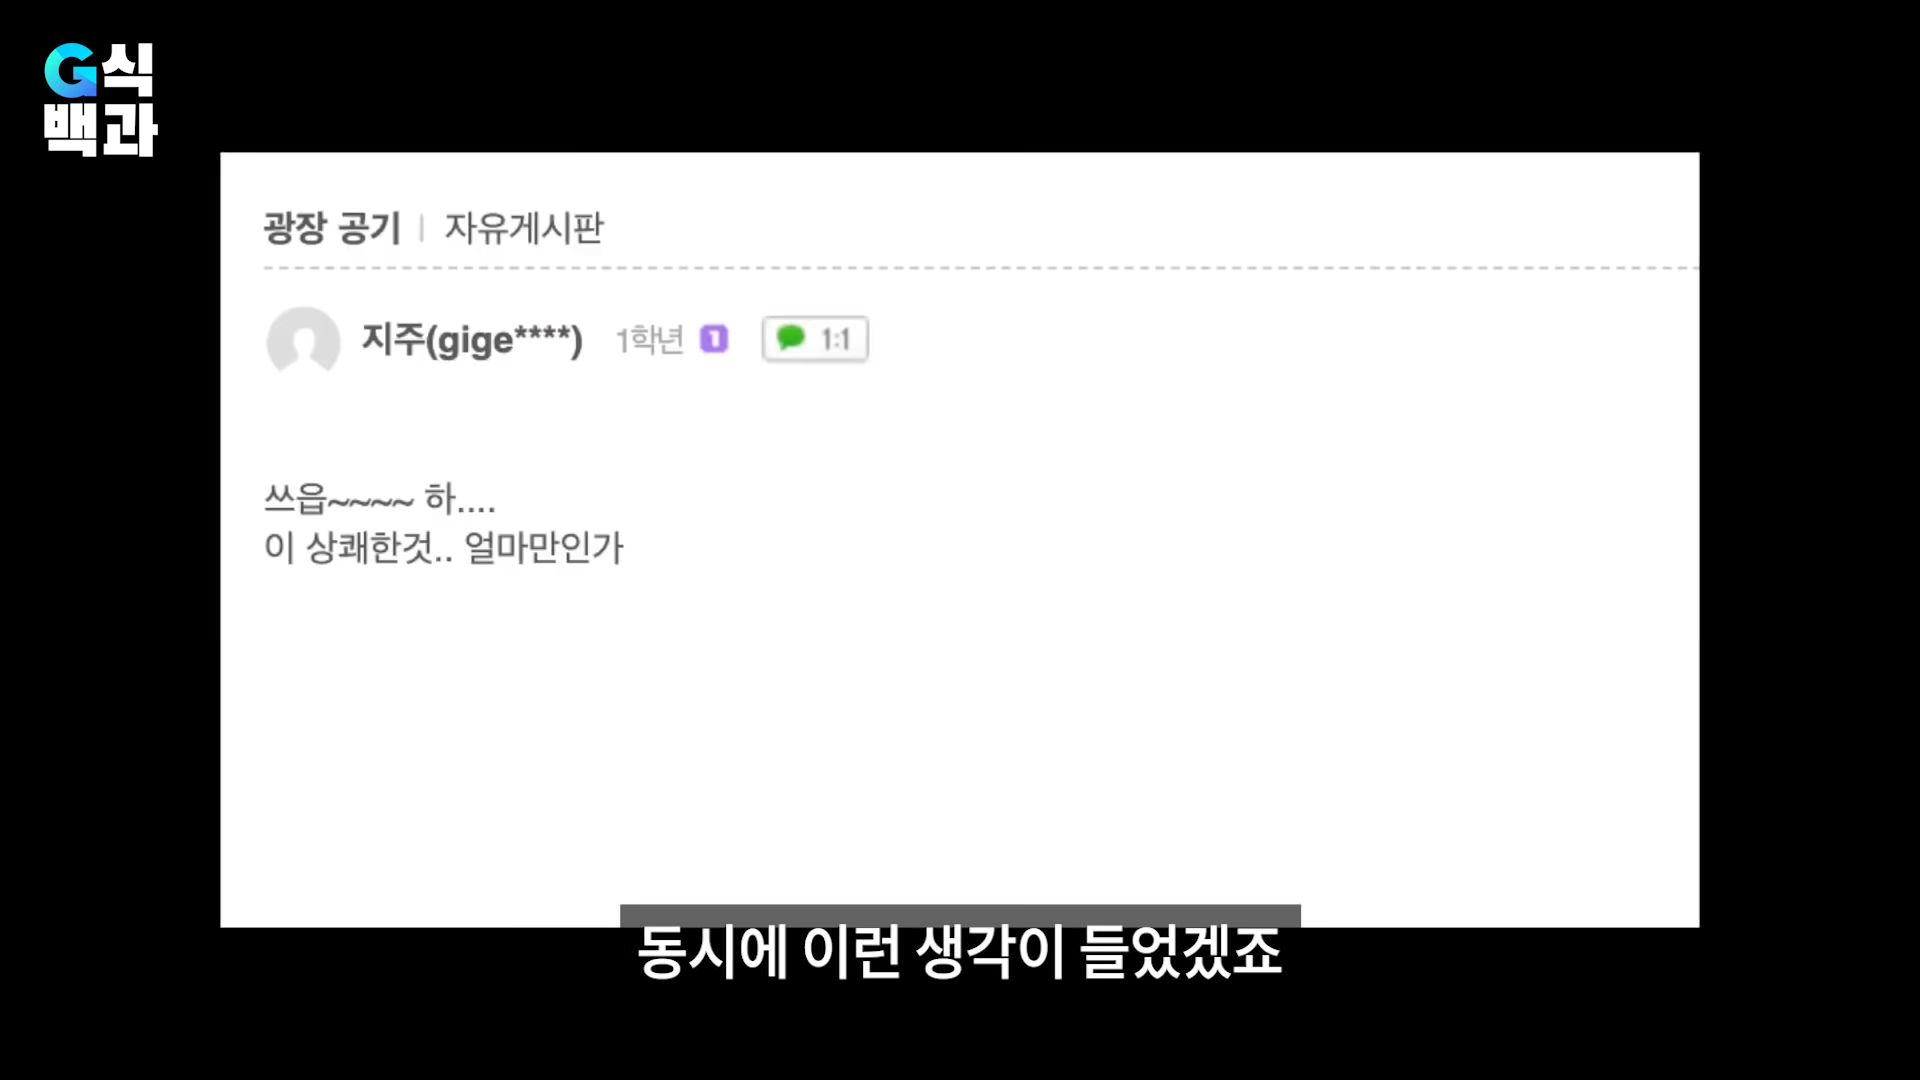 G식
백과
광장 공기 | 자유게시판
지주(gige****) 1학년 1 1:1
쓰읍~~~~ 하....
이 상쾌한것.. 얼마만인가
동시에 이런 생각이 들었겠죠